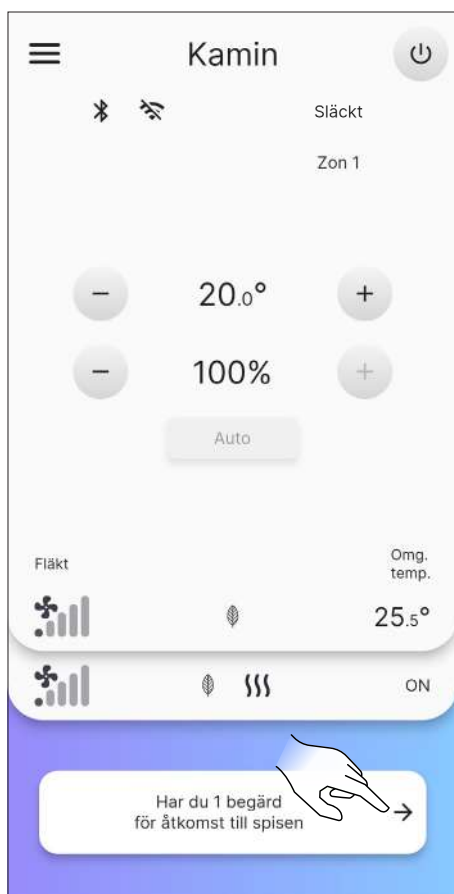 Kamin
Släckt
Zon 1
− 20.0° +
− 100% +
Auto
Fläkt
Omg.
temp.
25.5°
ON
Har du 1 begärd
för åtkomst till spisen